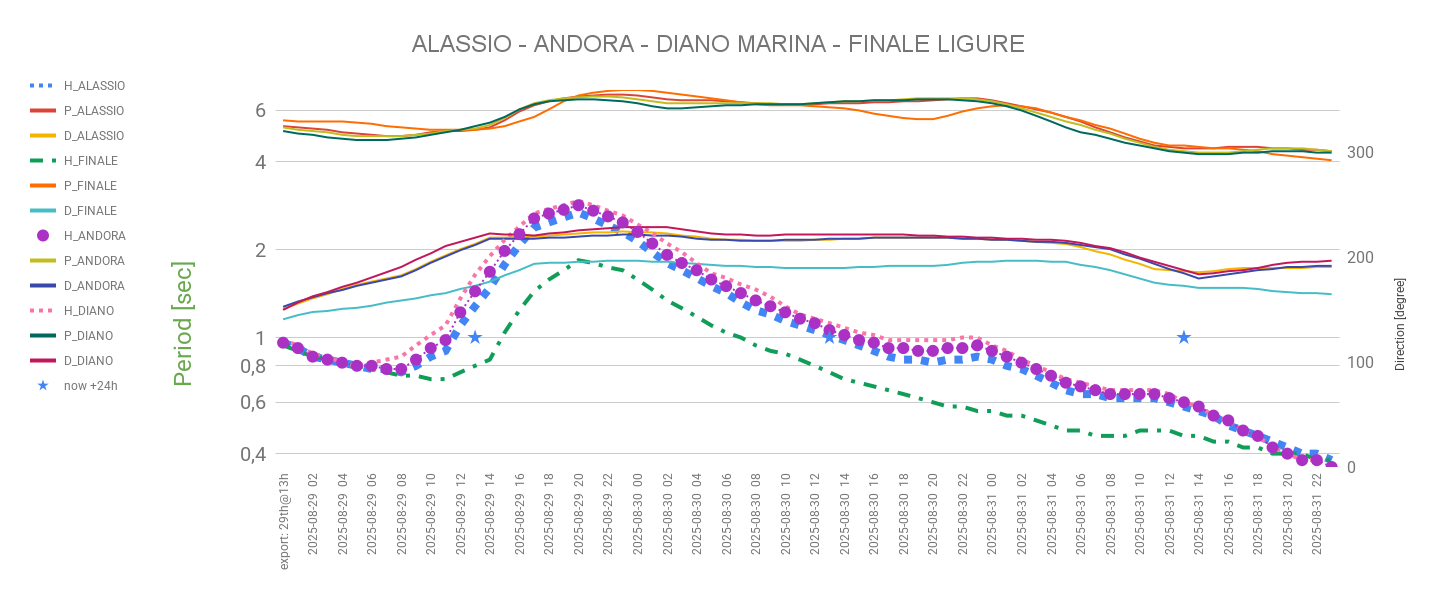 ALASSIO - ANDORA - DIANO MARINA - FINALE LIGURE
H_ALASSIO
P_ALASSIO
D_ALASSIO
H_FINALE
P_FINALE
D_FINALE
H_ANDORA
P_ANDORA
D_ANDORA
H_DIANO
P_DIANO
D_DIANO
now +24h
Period [sec]
6
4
2
1
0,8
0,6
0,4
300
200
100
0
Direction [degree]
export: 29th@13h
2025-08-29 02
2025-08-29 04
2025-08-29 06
2025-08-29 08
2025-08-29 10
2025-08-29 12
2025-08-29 14
2025-08-29 16
2025-08-29 18
2025-08-29 20
2025-08-29 22
2025-08-30 00
2025-08-30 02
2025-08-30 04
2025-08-30 06
2025-08-30 08
2025-08-30 10
2025-08-30 12
2025-08-30 14
2025-08-30 16
2025-08-30 18
2025-08-30 20
2025-08-30 22
2025-08-31 00
2025-08-31 02
2025-08-31 04
2025-08-31 06
2025-08-31 08
2025-08-31 10
2025-08-31 12
2025-08-31 14
2025-08-31 16
2025-08-31 18
2025-08-31 20
2025-08-31 22